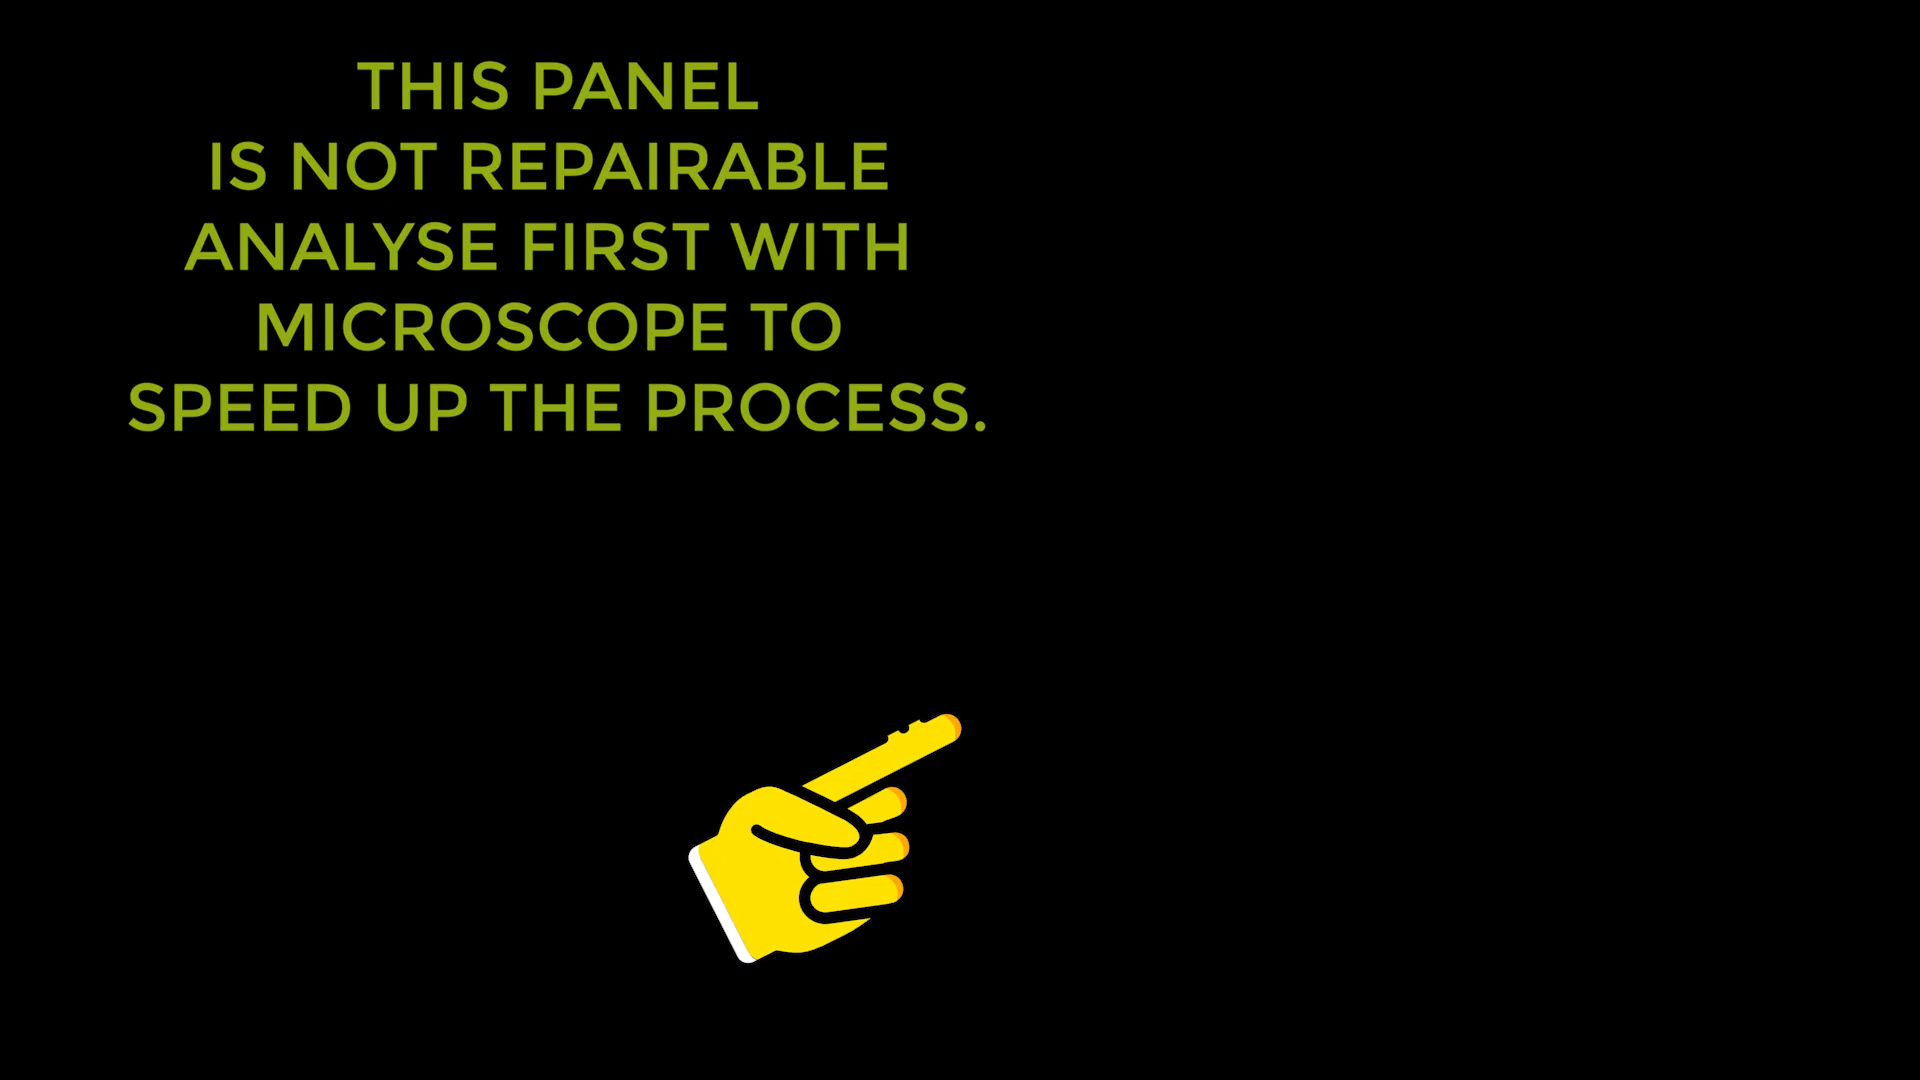 THIS PANEL
IS NOT REPAIRABLE
ANALYSE FIRST WITH
MICROSCOPE TO
SPEED UP THE PROCESS.